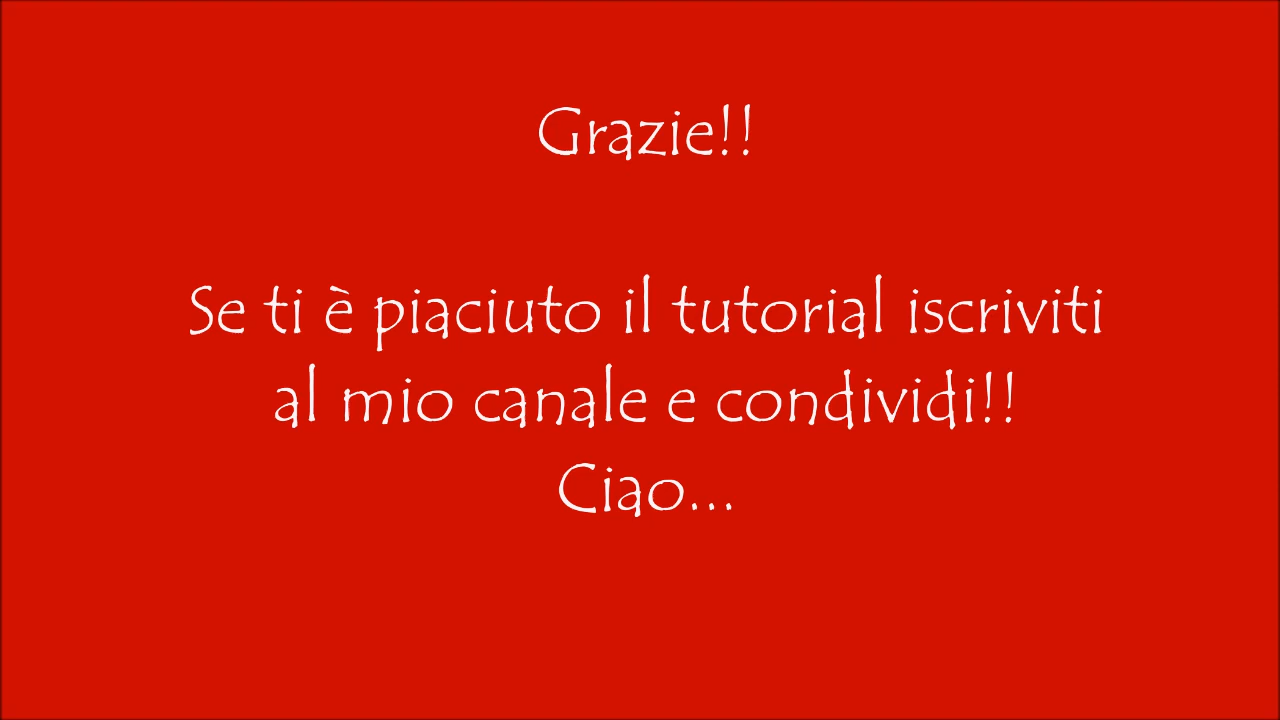 Grazie!!
Se ti è piaciuto il tutorial iscriviti
al mio canale e condividi!!
Ciao...